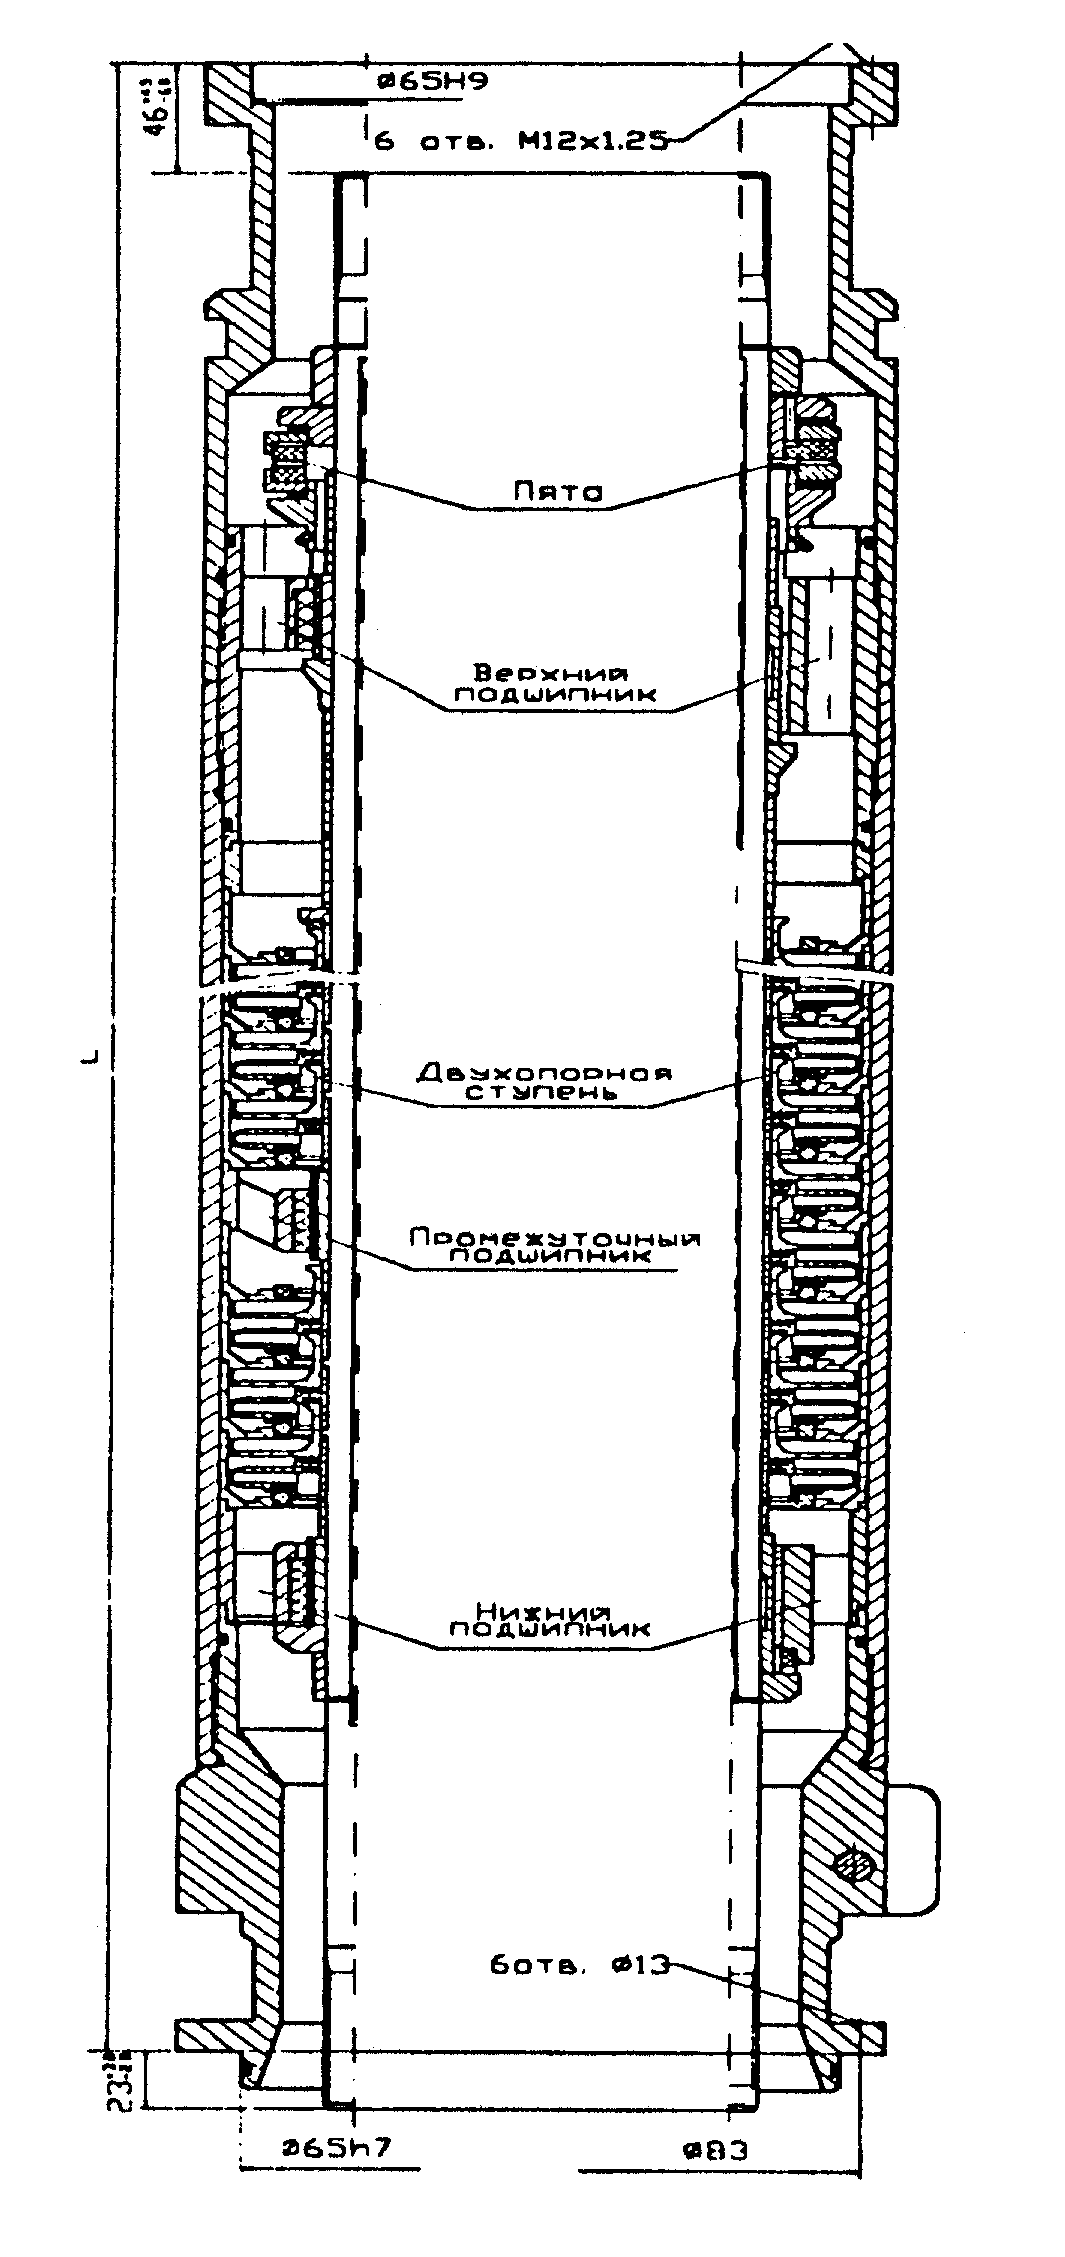 ø65H9
46
6 отв. M12x1.25
Пята
Верхний
подшипник
L
Двухопорная
ступень
Промежуточный
подшипник
Нижний
подшипник
6отв. ø13
23
ø65h7
ø83